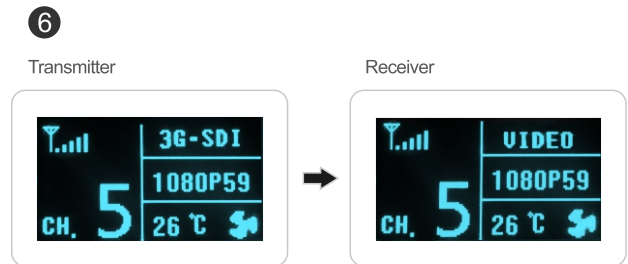 6
Transmitter
Receiver
3G-SDI
1080P59
CH. 5
26 ℃
VIDEO
1080P59
CH. 5
26 ℃